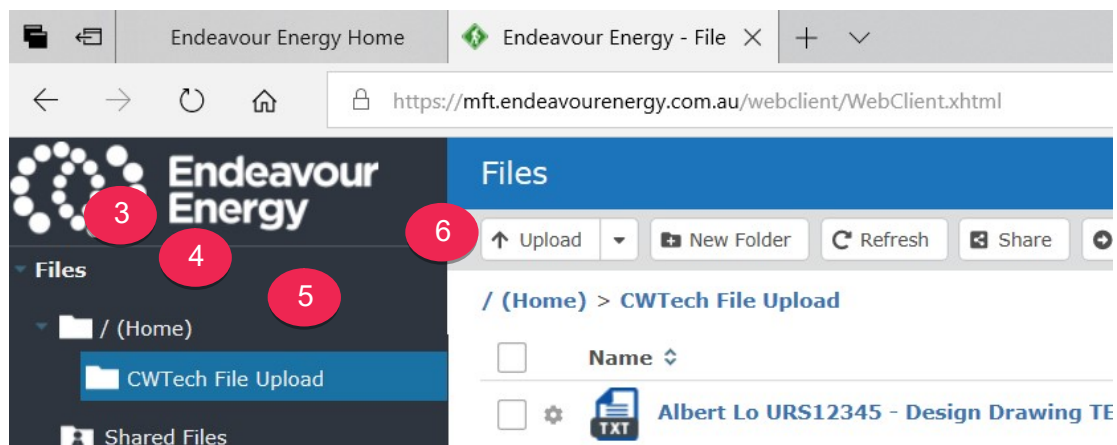 Endeavour Energy Home
Endeavour Energy - File
https://mft.endeavourenergy.com.au/webclient/WebClient.xhtml
Endeavour
Energy
3
4
5
Files
/ (Home)
CWTech File Upload
Shared Files
Files
6
Upload
New Folder
Refresh
Share
/ (Home) > CWTech File Upload
Name
TXT
Albert Lo URS12345 - Design Drawing TE